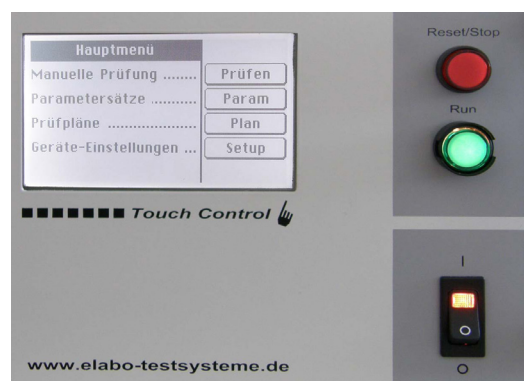 Hauptmenü
Manuelle Prüfung ........ Prüfen
Parametersätze ........... Param
Prüfpläne .................... Plan
Geräte-Einstellungen ... Setup
Touch Control
www.elabo-testsysteme.de
Reset/Stop
Run
I
O
O